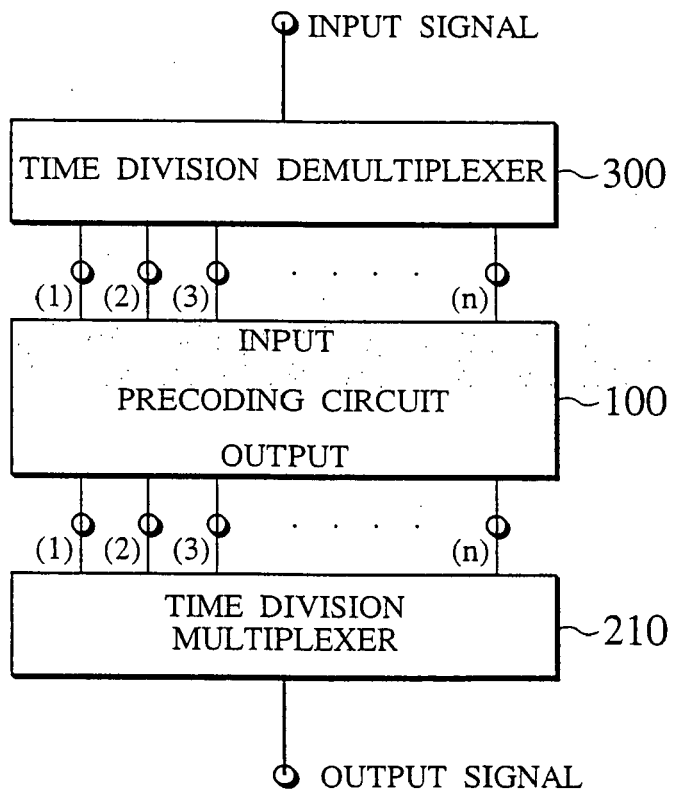 INPUT SIGNAL
TIME DIVISION DEMULTIPLEXER
300
(1) (2) (3) . . . . (n)
INPUT
PRECODING CIRCUIT
100
OUTPUT
(1) (2) (3) . . . . (n)
TIME DIVISION
MULTIPLEXER
210
OUTPUT SIGNAL